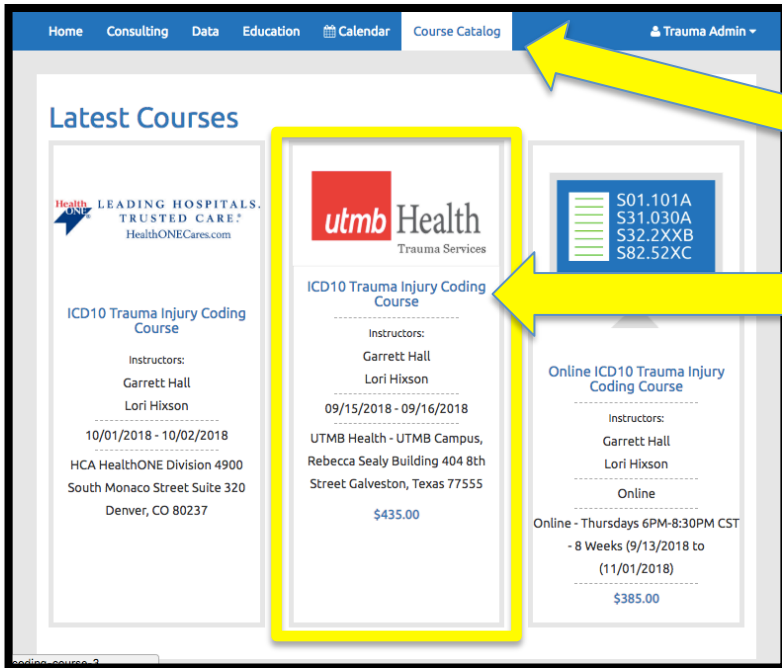 Home Consulting Data Education Calendar Course Catalog Trauma Admin
Latest Courses
Health ONE
LEADING HOSPITALS.
TRUSTED CARE.®
HealthONECares.com
ICD10 Trauma Injury Coding
Course
Instructors:
Garrett Hall
Lori Hixson
10/01/2018 - 10/02/2018
HCA HealthONE Division 4900
South Monaco Street Suite 320
Denver, CO 80237
utmb Health
Trauma Services
ICD10 Trauma Injury Coding
Course
Instructors:
Garrett Hall
Lori Hixson
09/15/2018 - 09/16/2018
UTMB Health - UTMB Campus,
Rebecca Sealy Building 404 8th
Street Galveston, Texas 77555
$435.00
S01.101A
S31.030A
S32.2XXB
S82.52XC
Online ICD10 Trauma Injury
Coding Course
Instructors:
Garrett Hall
Lori Hixson
Online
Online - Thursdays 6PM-8:30PM CST
- 8 Weeks (9/13/2018 to
(11/01/2018)
$385.00